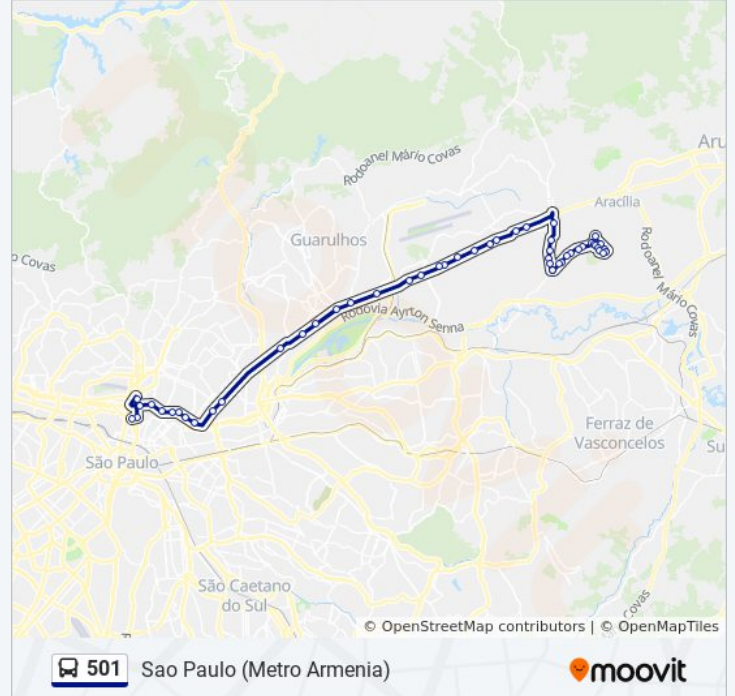 Rodoanel Mário Covas
Aru
Aracília
Guarulhos
o Covas
Rodoanel Mário Covas
Rodovia Ayrton Senna
Ferraz de
Vasconcelos
São Paulo
Su
São Caetano
do Sul
Covas
R
© OpenStreetMap contributors | © OpenMapTiles
501 Sao Paulo (Metro Armenia)
moovit